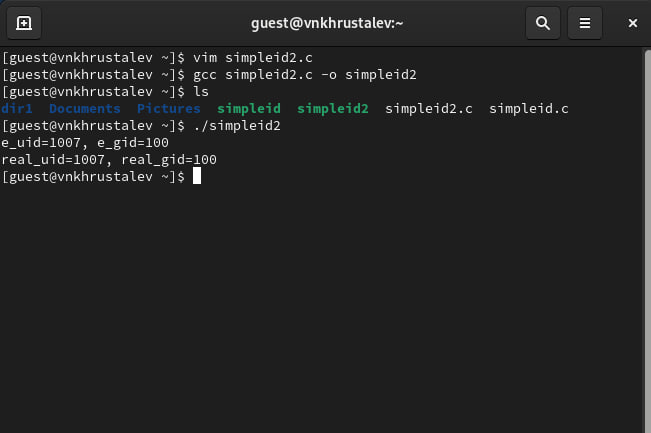 guest@vnkhrustalev:~
[guest@vnkhrustalev ~]$ vim simpleid2.c
[guest@vnkhrustalev ~]$ gcc simpleid2.c -o simpleid2
[guest@vnkhrustalev ~]$ ls
dir1  Documents  Pictures  simpleid  simpleid2  simpleid2.c  simpleid.c
[guest@vnkhrustalev ~]$ ./simpleid2
e_uid=1007, e_gid=100
real_uid=1007, real_gid=100
[guest@vnkhrustalev ~]$